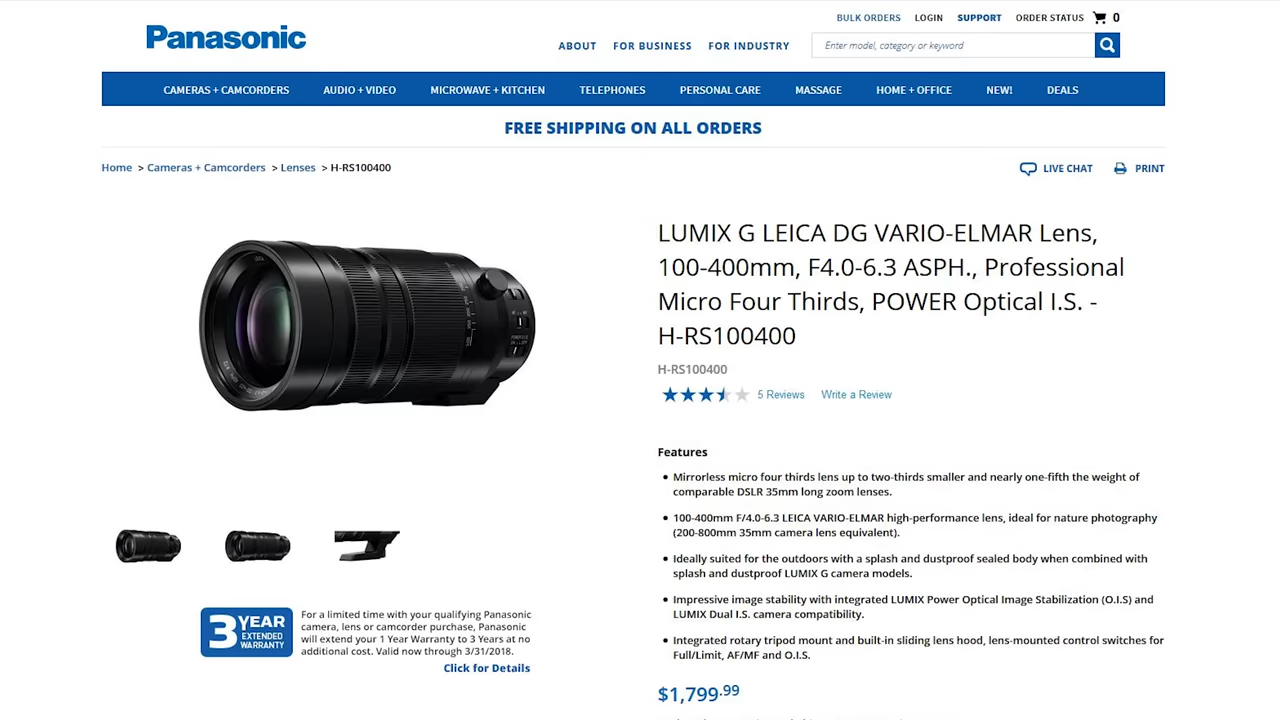 BULK ORDERS LOGIN SUPPORT ORDER STATUS 0
Panasonic
ABOUT FOR BUSINESS FOR INDUSTRY
Enter model, category or keyword
CAMERAS + CAMCORDERS AUDIO + VIDEO MICROWAVE + KITCHEN TELEPHONES PERSONAL CARE MASSAGE HOME + OFFICE NEW! DEALS
FREE SHIPPING ON ALL ORDERS
Home > Cameras + Camcorders > Lenses > H-RS100400
LIVE CHAT PRINT
LUMIX G LEICA DG VARIO-ELMAR Lens,
100-400mm, F4.0-6.3 ASPH., Professional
Micro Four Thirds, POWER Optical I.S. -
H-RS100400
H-RS100400
5 Reviews Write a Review
Features
• Mirrorless micro four thirds lens up to two-thirds smaller and nearly one-fifth the weight of
comparable DSLR 35mm long zoom lenses.
• 100-400mm F/4.0-6.3 LEICA VARIO-ELMAR high-performance lens, ideal for nature photography
(200-800mm 35mm camera lens equivalent).
• Ideally suited for the outdoors with a splash and dustproof sealed body when combined with
splash and dustproof LUMIX G camera models.
• Impressive image stability with integrated LUMIX Power Optical Image Stabilization (O.I.S) and
LUMIX Dual I.S. camera compatibility.
• Integrated rotary tripod mount and built-in sliding lens hood, lens-mounted control switches for
Full/Limit, AF/MF and O.I.S.
$1,799.99
3 YEAR
EXTENDED
WARRANTY
For a limited time with your qualifying Panasonic
camera, lens or camcorder purchase, Panasonic
will extend your 1 Year Warranty to 3 Years at no
additional cost. Valid now through 3/31/2018.
Click for Details